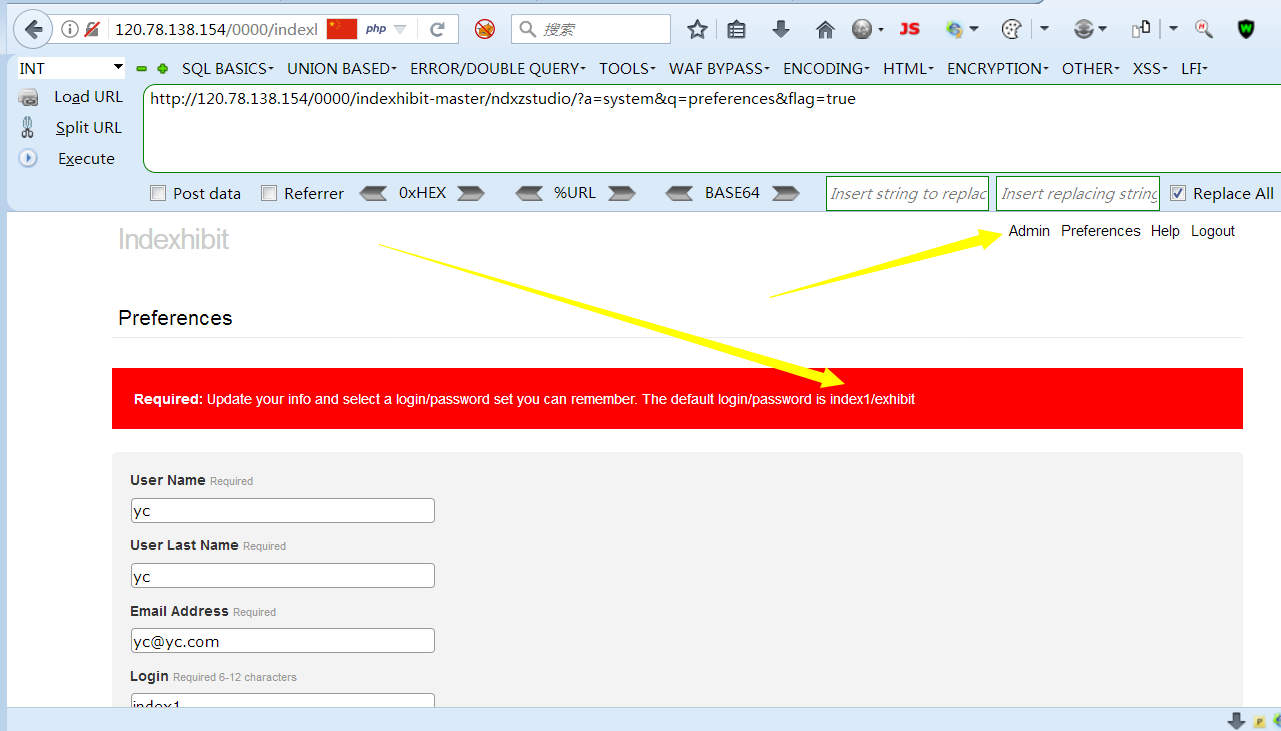 120.78.138.154/0000/indexl php 搜索 JS
INT SQL BASICS UNION BASED ERROR/DOUBLE QUERY TOOLS WAF BYPASS ENCODING HTML ENCRYPTION OTHER XSS LFI
Load URL http://120.78.138.154/0000/indexhibit-master/ndxzstudio/?a=system&q=preferences&flag=true
Split URL
Execute
Post data Referrer 0xHEX %URL BASE64 Insert string to replac Insert replacing string Replace All
Indexhibit Admin Preferences Help Logout
Preferences
Required: Update your info and select a login/password set you can remember. The default login/password is index1/exhibit
User Name Required
yc
User Last Name Required
yc
Email Address Required
yc@yc.com
Login Required 6-12 characters
index1